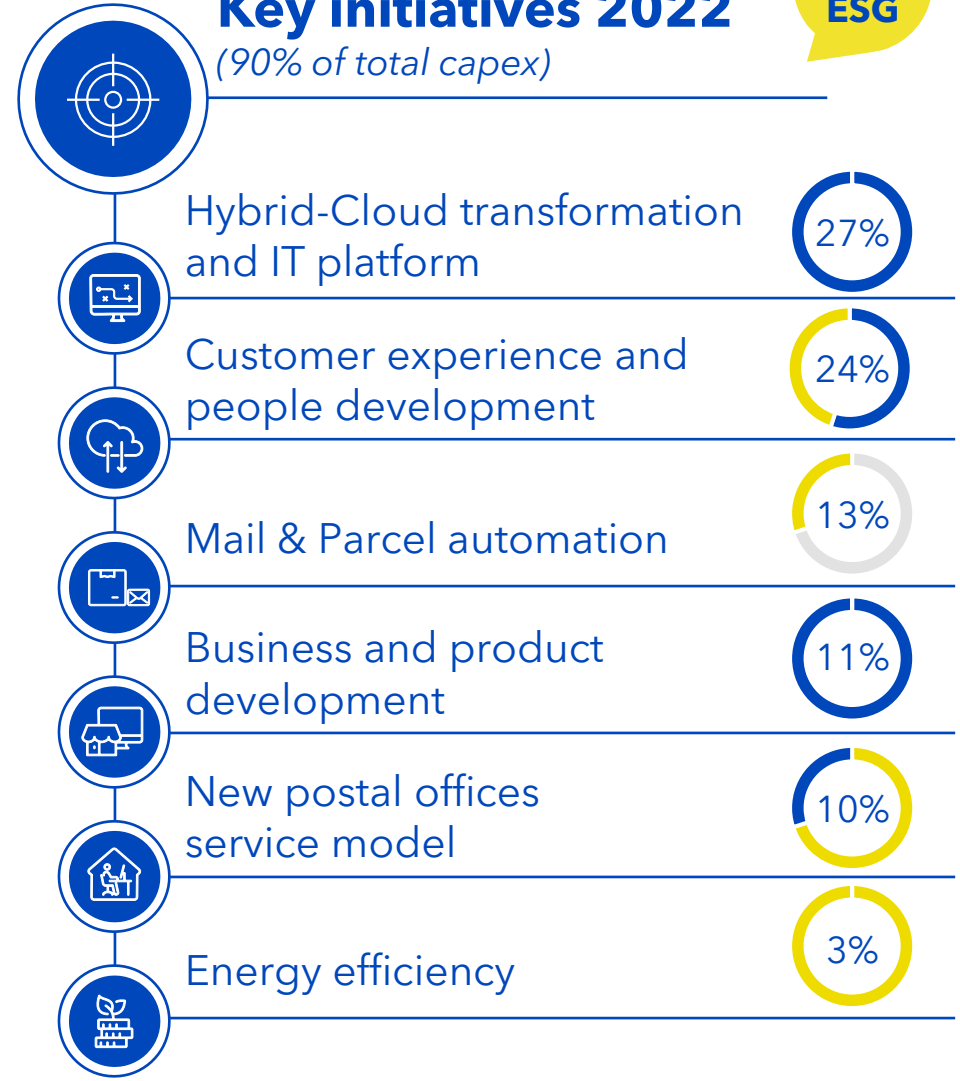 Key initiatives 2022
ESG
(90% of total capex)
Hybrid-Cloud transformation
and IT platform
27%
Customer experience and
people development
24%
Mail & Parcel automation
13%
Business and product
development
11%
New postal offices
service model
10%
Energy efficiency
3%